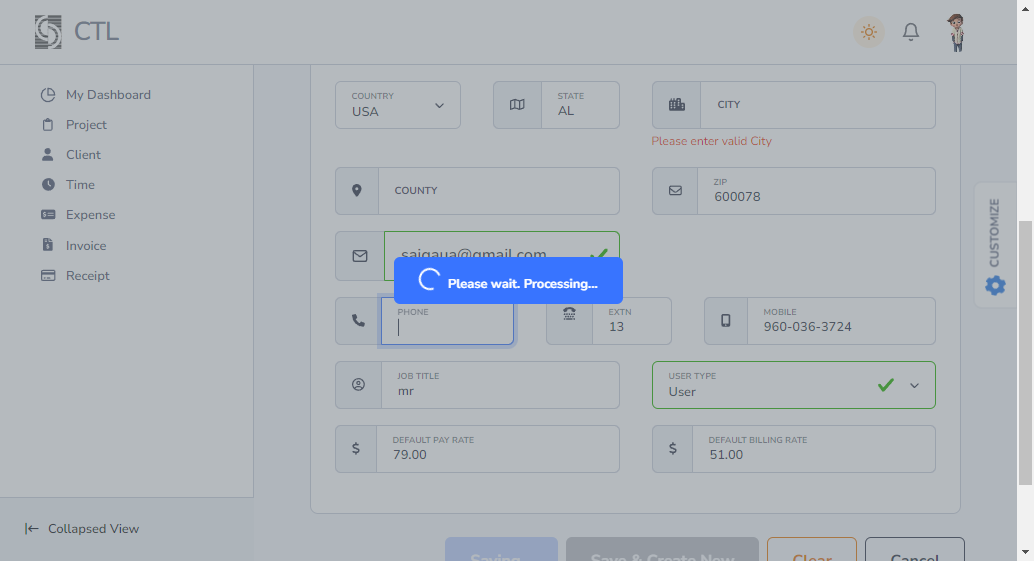 CTL
My Dashboard
Project
Client
Time
Expense
Invoice
Receipt
Collapsed View
COUNTRY
USA
STATE
AL
CITY
Please enter valid City
COUNTY
ZIP
600078
saigaua@gmail.com
Please wait. Processing...
PHONE
EXTN
13
MOBILE
960-036-3724
JOB TITLE
mr
USER TYPE
User
DEFAULT PAY RATE
$ 79.00
DEFAULT BILLING RATE
$ 51.00
Saving...
Save & Create New
Clear
Cancel
CUSTOMIZE